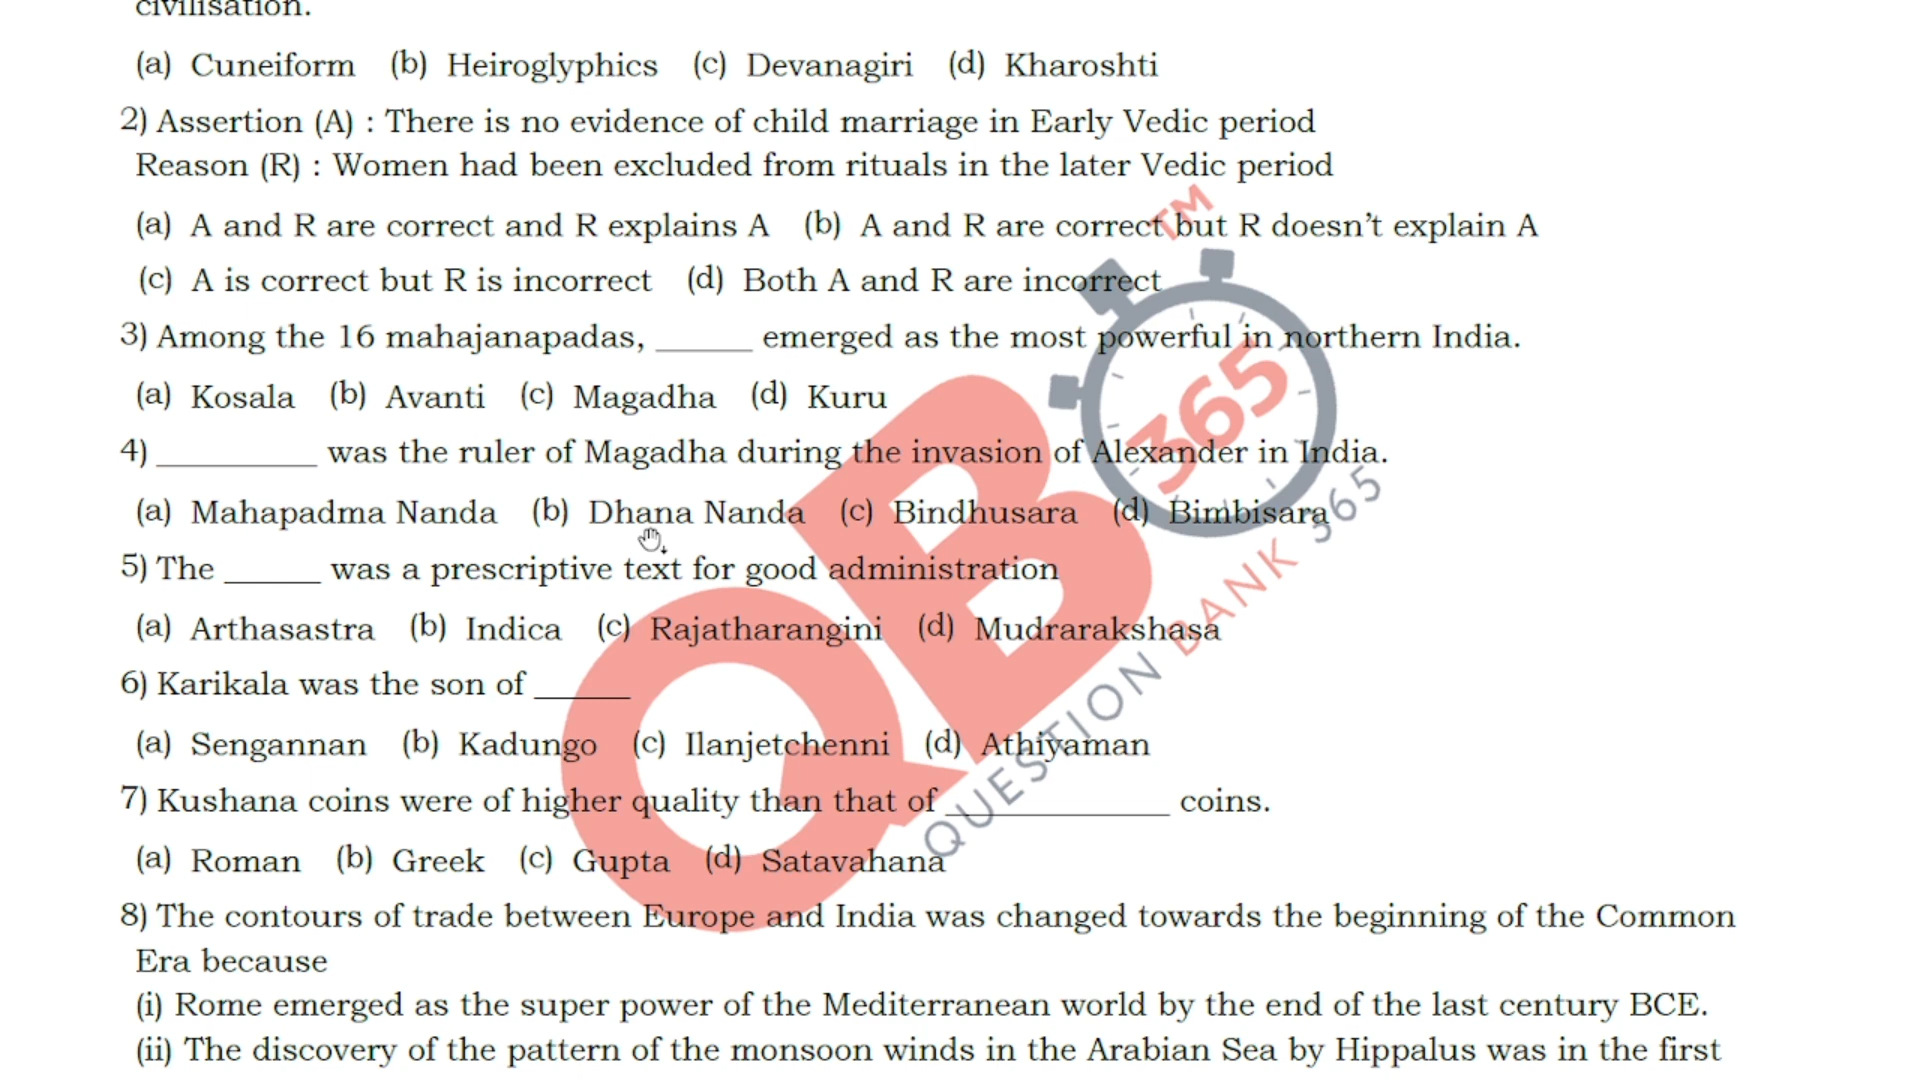 civilisation.
(a) Cuneiform (b) Heiroglyphics (c) Devanagiri (d) Kharoshti
2) Assertion (A) : There is no evidence of child marriage in Early Vedic period
Reason (R) : Women had been excluded from rituals in the later Vedic period
(a) A and R are correct and R explains A (b) A and R are correct but R doesn't explain A
(c) A is correct but R is incorrect (d) Both A and R are incorrect
3) Among the 16 mahajanapadas, ______ emerged as the most powerful in northern India.
(a) Kosala (b) Avanti (c) Magadha (d) Kuru
4) __________ was the ruler of Magadha during the invasion of Alexander in India.
(a) Mahapadma Nanda (b) Dhana Nanda (c) Bindhusara (d) Bimbisara
5) The ______ was a prescriptive text for good administration
(a) Arthasastra (b) Indica (c) Rajatharangini (d) Mudrarakshasa
6) Karikala was the son of ______
(a) Sengannan (b) Kadungo (c) Ilanjetchenni (d) Athiyaman
7) Kushana coins were of higher quality than that of ______________ coins.
(a) Roman (b) Greek (c) Gupta (d) Satavahana
8) The contours of trade between Europe and India was changed towards the beginning of the Common
Era because
(i) Rome emerged as the super power of the Mediterranean world by the end of the last century BCE.
(ii) The discovery of the pattern of the monsoon winds in the Arabian Sea by Hippalus was in the first
QB
365
TM
QUESTION BANK 365